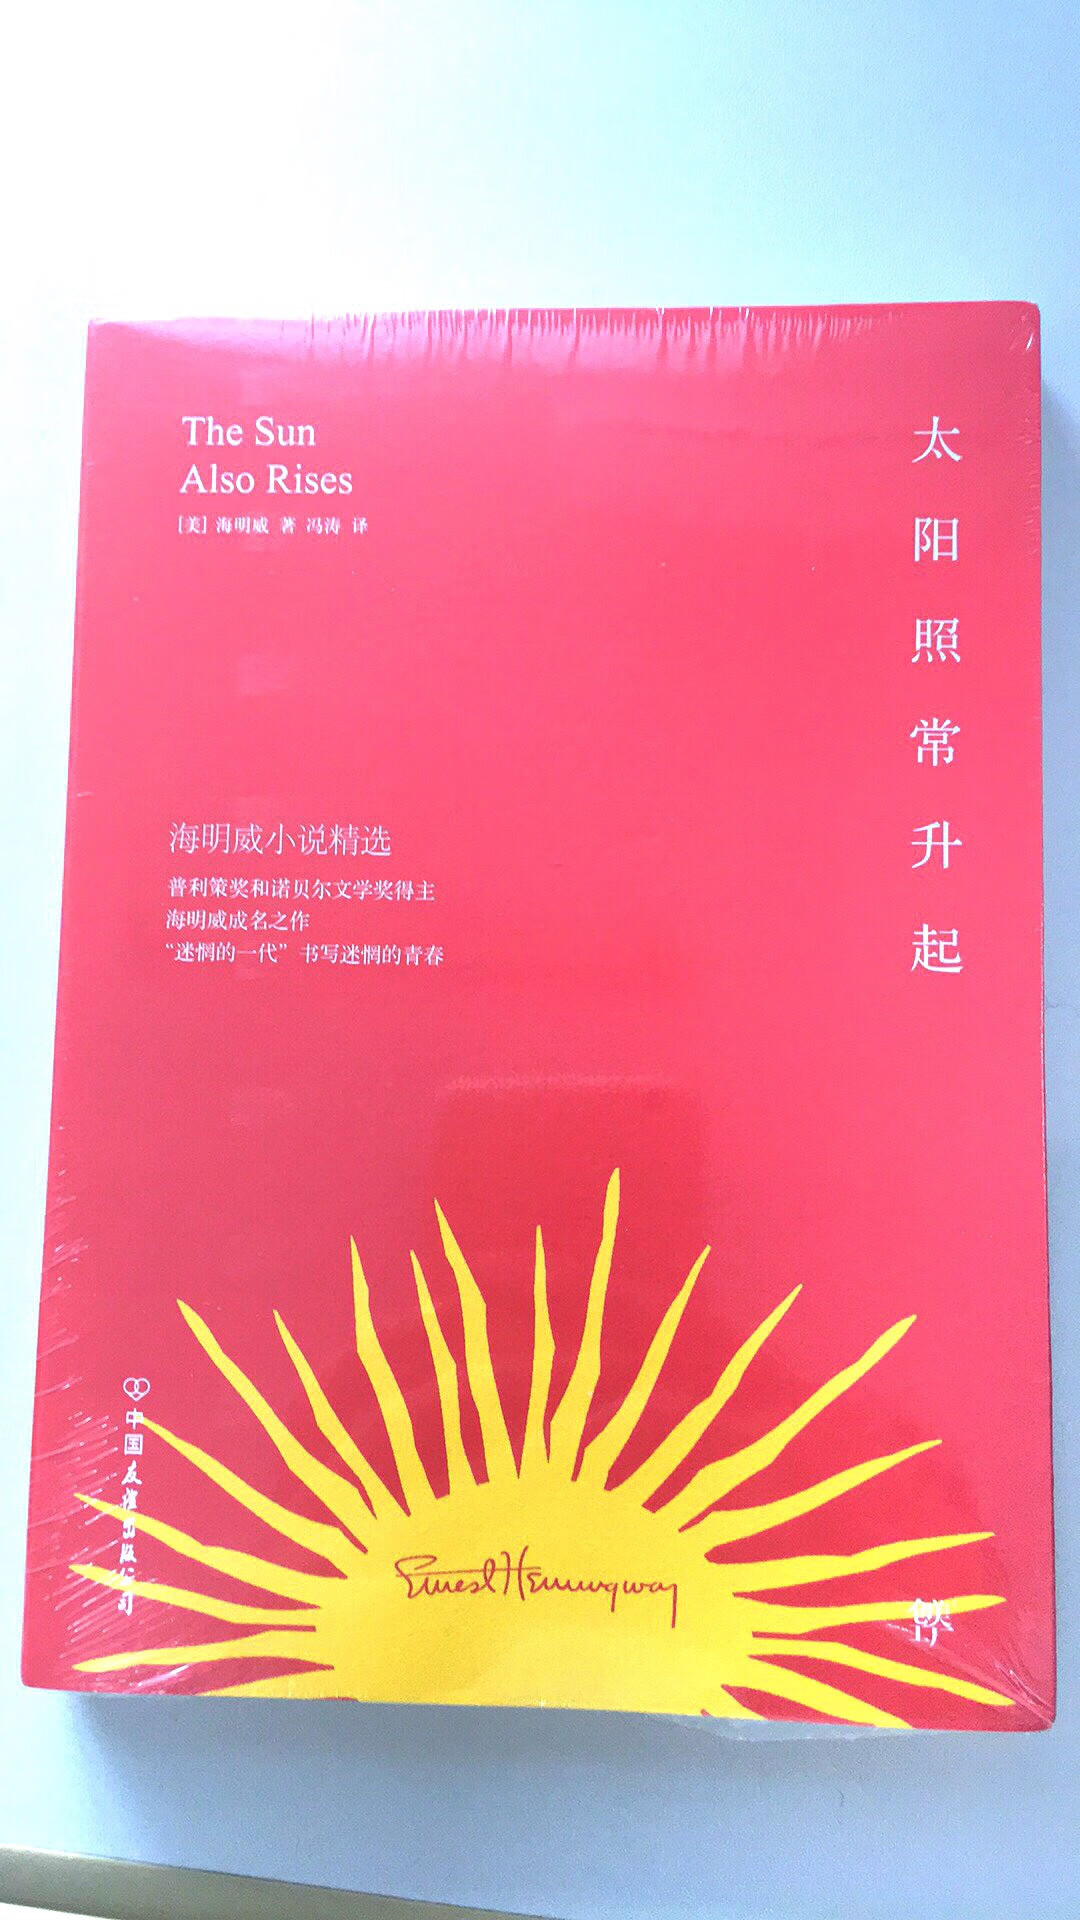 The Sun
Also Rises
[美] 海明威 著 冯涛 译
太阳照常升起
海明威小说精选
普利策奖和诺贝尔文学奖得主
海明威成名之作
“迷惘的一代” 书写迷惘的青春
中国友谊出版公司
Ernest Hemingway